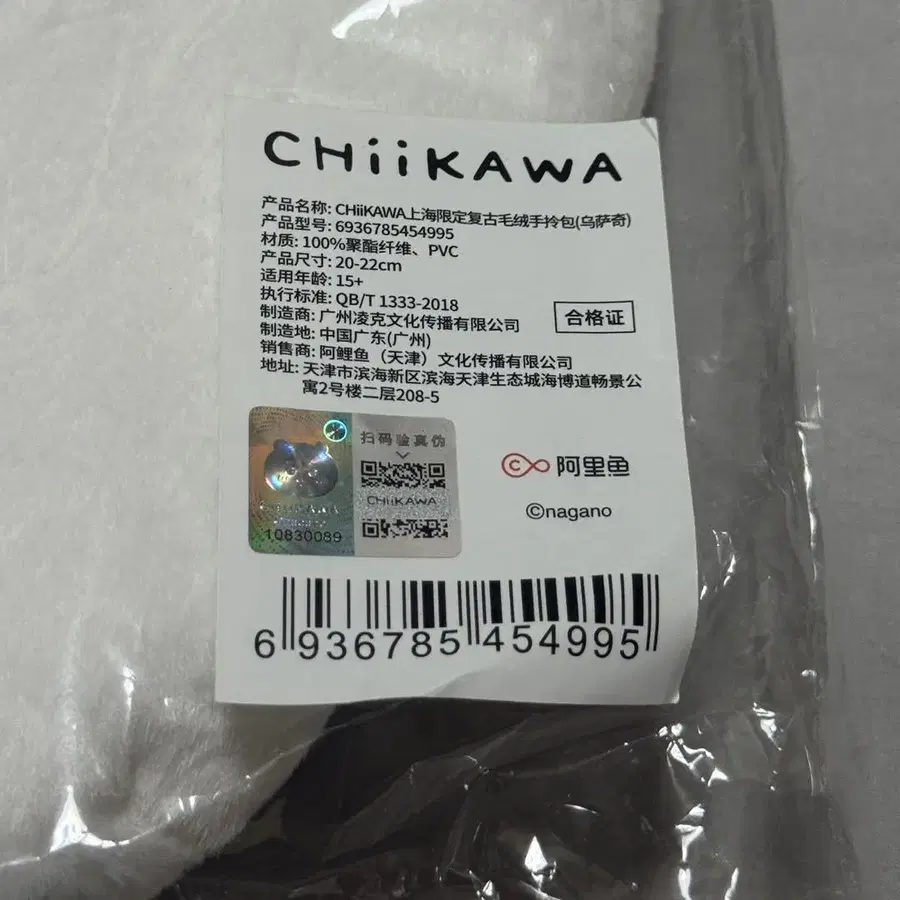 CHiiKAWA
产品名称: CHiiKAWA上海限定复古毛绒手拎包(乌萨奇)
产品型号: 6936785454995
材质: 100%聚酯纤维、PVC
产品尺寸: 20-22cm
适用年龄: 15+
执行标准: QB/T 1333-2018
制造商: 广州凌克文化传播有限公司
合格证
制造地: 中国广东(广州)
销售商: 阿鲤鱼（天津）文化传播有限公司
地址: 天津市滨海新区滨海天津生态城海博道畅景公
寓2号楼二层208-5
扫码验真伪
CHiiKAWA
CHiiKAWA
10830089
阿里鱼
©nagano
6 936785 454995